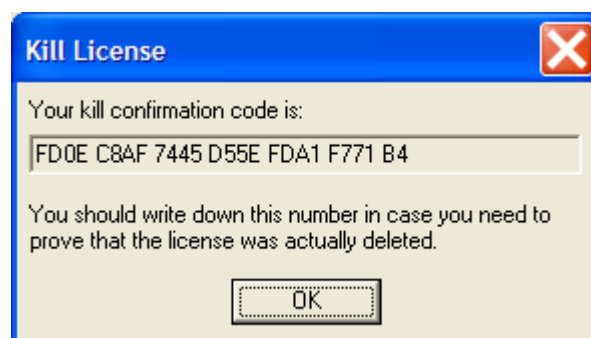 Kill License
Your kill confirmation code is:
FD0E C8AF 7445 D55E FDA1 F771 B4
You should write down this number in case you need to
prove that the license was actually deleted.
OK